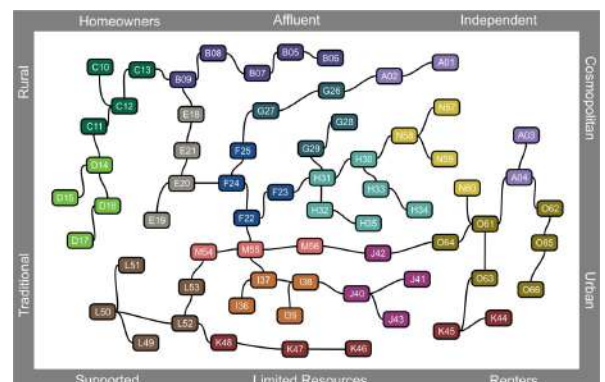 Homeowners Affluent Independent
Rural
Cosmopolitan
Traditional
Urban
B05
B08
B06
C10
C13
B09
B07
A01
A02
G26
C12
N57
E18
G27
G28
C11
N58
A03
E21
F25
G29
H30
N59
D14
H31
A04
E20
F24
H33
N60
D15
D16
F23
H32
H34
O62
E19
F22
H35
O61
D17
M54
M55
M56
J42
O64
O65
L51
L53
I37
I38
J41
O63
J40
O66
L50
I36
I39
L52
J43
K44
L49
K48
K45
K47
K46
Supported Limited Resources Renters